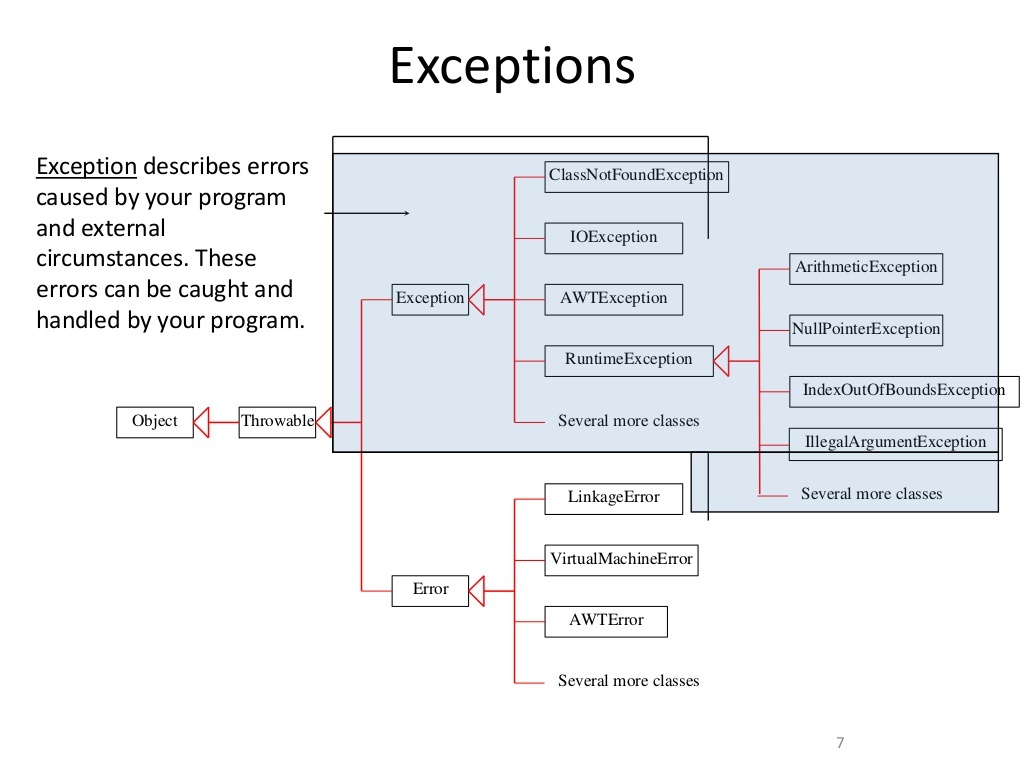 Exceptions
Exception describes errors
caused by your program
and external
circumstances. These
errors can be caught and
handled by your program.
ClassNotFoundException
IOException
ArithmeticException
Exception
AWTException
NullPointerException
RuntimeException
IndexOutOfBoundsException
Object
Throwable
Several more classes
IllegalArgumentException
LinkageError
Several more classes
VirtualMachineError
Error
AWTError
Several more classes
7